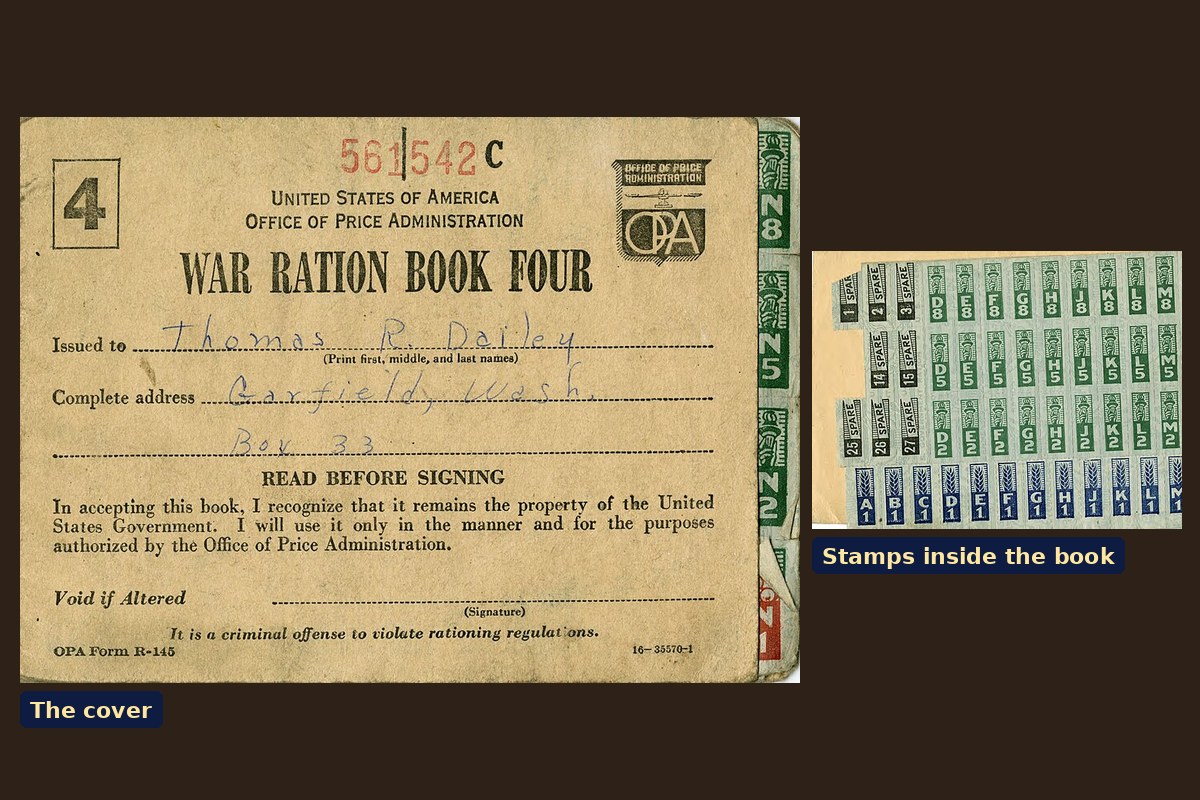 561542 C
4
UNITED STATES OF AMERICA
OFFICE OF PRICE ADMINISTRATION
OFFICE OF PRICE
ADMINISTRATION
OPA
WAR RATION BOOK FOUR
Issued to Thomas R Dailey
(Print first, middle, and last names)
Complete address Garfield, Wash.
Box 33
READ BEFORE SIGNING
In accepting this book, I recognize that it remains the property of the United
States Government. I will use it only in the manner and for the purposes
authorized by the Office of Price Administration.
Void if Altered
(Signature)
It is a criminal offense to violate rationing regulations.
OPA Form R-145 16—35570-1
N8
N5
N2
The cover
1 SPARE 2 SPARE 3 SPARE D8 E8 F8 G8 H8 J8 K8 L8 M8
14 SPARE 15 SPARE D5 E5 F5 G5 H5 J5 K5 L5 M5
25 SPARE 26 SPARE 27 SPARE D2 E2 F2 G2 H2 J2 K2 L2 M2
A1 B1 C1 D1 E1 F1 G1 H1 J1 K1 L1 M1
Stamps inside the book